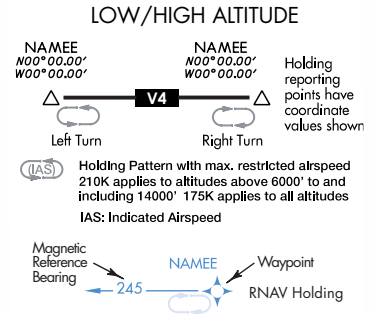 LOW/HIGH ALTITUDE
NAMEE
N00° 00.00′
W00° 00.00′
NAMEE
N00° 00.00′
W00° 00.00′
Holding
reporting
points have
coordinate
values shown
V4
Left Turn
Right Turn
(IAS)
Holding Pattern with max. restricted airspeed
210K applies to altitudes above 6000' to and
including 14000' 175K applies to all altitudes
IAS: Indicated Airspeed
Magnetic
Reference
Bearing
NAMEE
Waypoint
245
RNAV Holding